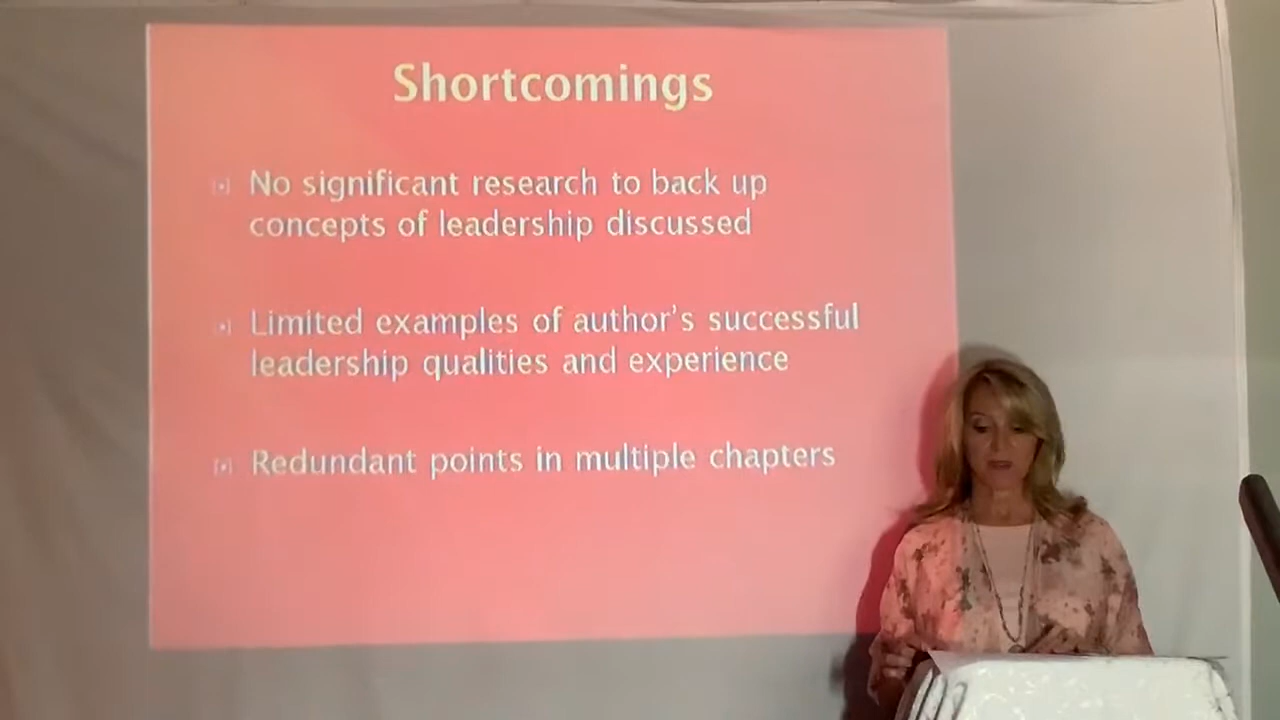 Shortcomings
No significant research to back up
concepts of leadership discussed
Limited examples of author's successful
leadership qualities and experience
Redundant points in multiple chapters